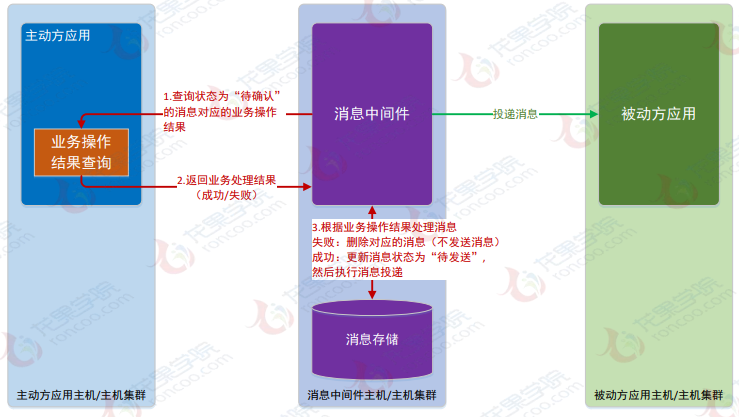 主动方应用
1.查询状态为“待确认”
的消息对应的业务操作
结果
消息中间件
投递消息
被动方应用
业务操作
结果查询
2.返回业务处理结果
（成功/失败）
3.根据业务操作结果处理消息
失败：删除对应的消息（不发送消息）
成功：更新消息状态为“待发送”,
然后执行消息投递
消息存储
主动方应用主机/主机集群
消息中间件主机/主机集群
被动方应用主机/主机集群
龙果学院
roncoo.com